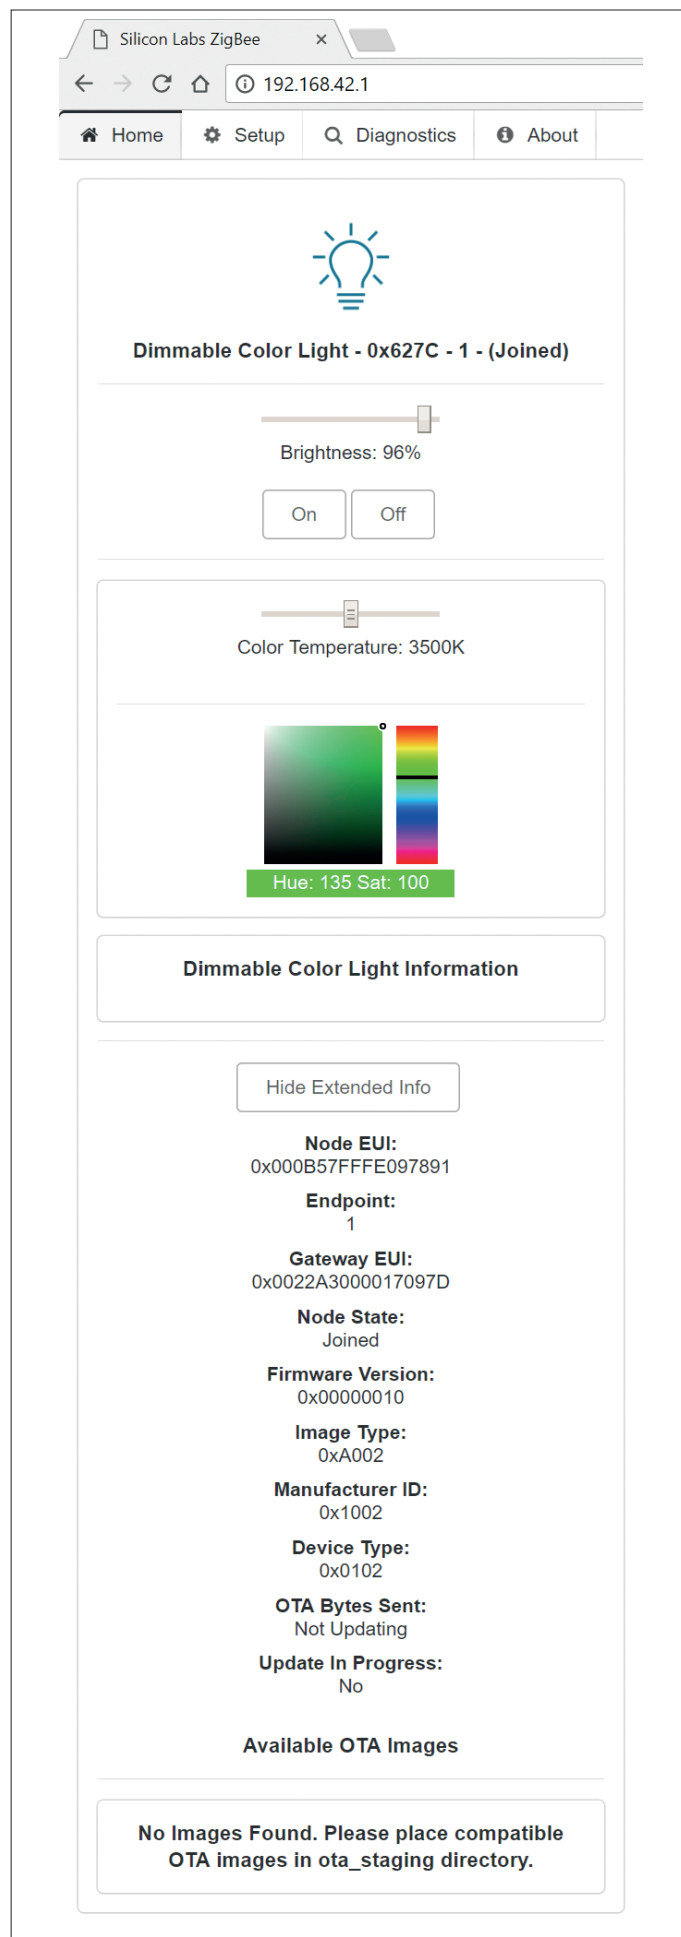 Silicon Labs ZigBee
192.168.42.1
Home Setup Diagnostics About
Dimmable Color Light - 0x627C - 1 - (Joined)
Brightness: 96%
On Off
Color Temperature: 3500K
Hue: 135 Sat: 100
Dimmable Color Light Information
Hide Extended Info
Node EUI:
0x000B57FFFE097891
Endpoint:
1
Gateway EUI:
0x0022A3000017097D
Node State:
Joined
Firmware Version:
0x00000010
Image Type:
0xA002
Manufacturer ID:
0x1002
Device Type:
0x0102
OTA Bytes Sent:
Not Updating
Update In Progress:
No
Available OTA Images
No Images Found. Please place compatible
OTA images in ota_staging directory.